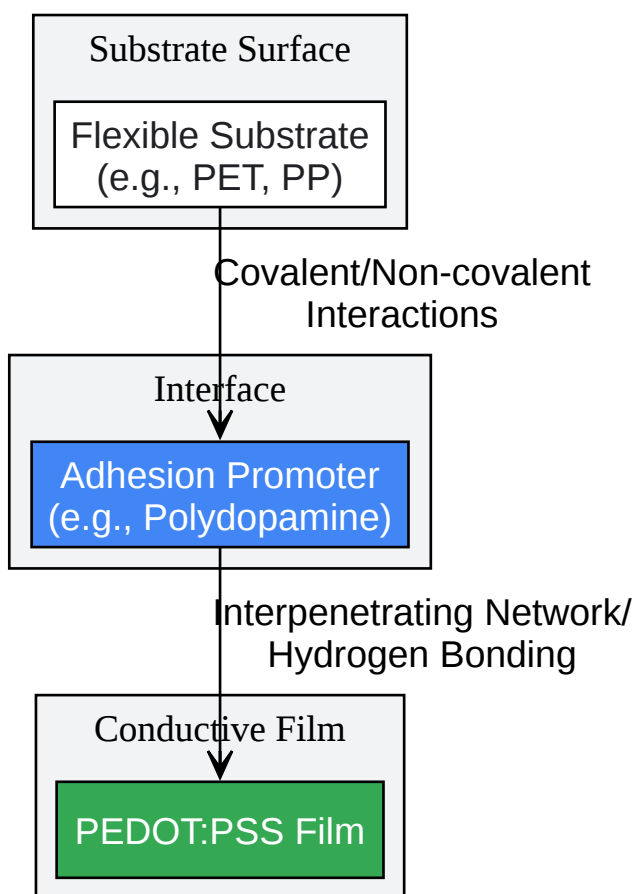 Substrate Surface
Flexible Substrate
(e.g., PET, PP)
Covalent/Non-covalent
Interactions
Interface
Adhesion Promoter
(e.g., Polydopamine)
Interpenetrating Network/
Hydrogen Bonding
Conductive Film
PEDOT:PSS Film